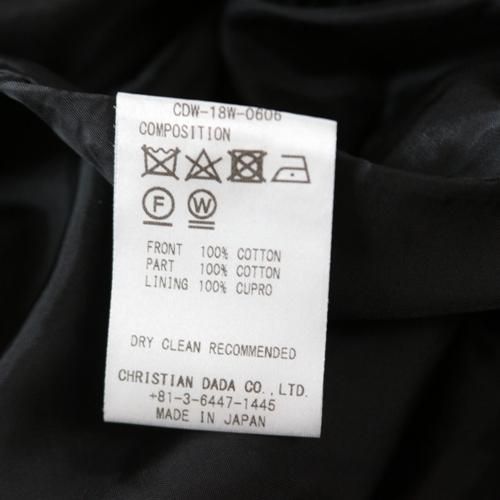 CDW-18W-0606
COMPOSITION
F W
FRONT 100% COTTON
PART 100% COTTON
LINING 100% CUPRO
DRY CLEAN RECOMMENDED
CHRISTIAN DADA CO.,LTD.
+81-3-6447-1445
MADE IN JAPAN